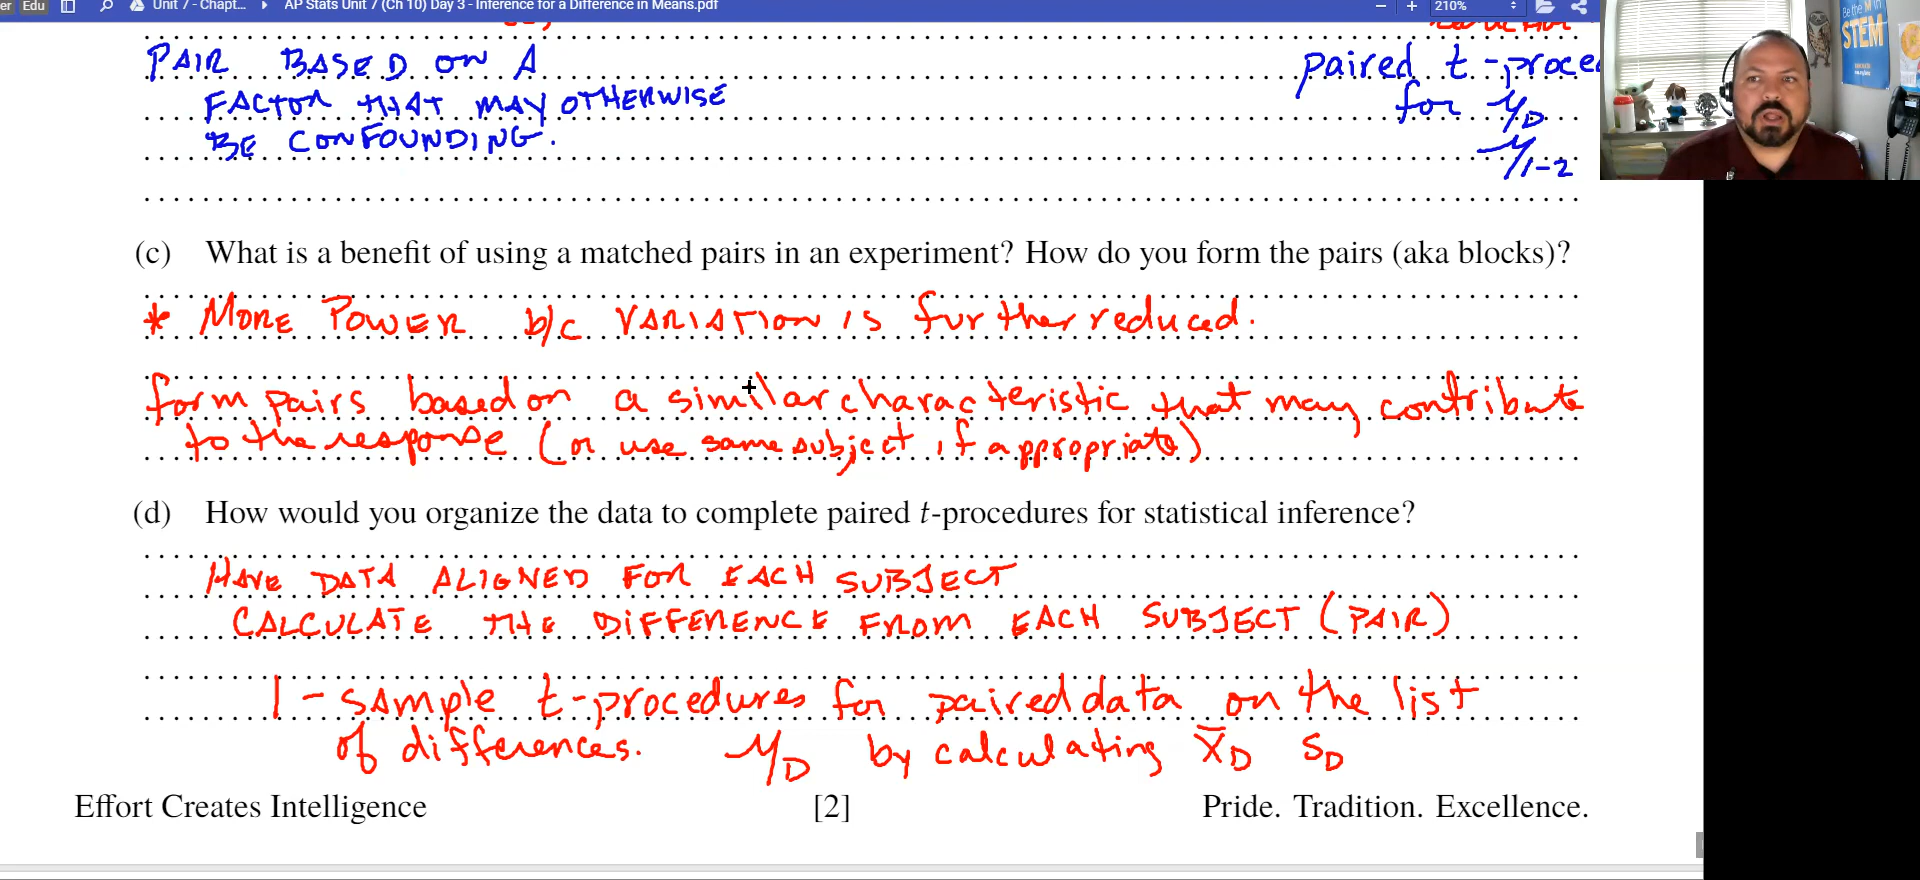 Edu
Unit 7 - Chapt...
AP Stats Unit 7 (Ch 10) Day 3 - Inference for a Difference in Means.pdf
210%
PAIR BASED ON A
FACTOR THAT MAY OTHERWISE
BE CONFOUNDING.
paired t-proce
for μD
μ1-2
Be the M in
STEM
(c) What is a benefit of using a matched pairs in an experiment? How do you form the pairs (aka blocks)?
* MORE POWER b/c VARIATION is further reduced.
form pairs based on a similar characteristic that may contribute
to the response (or use same subject if appropriate)
(d) How would you organize the data to complete paired t-procedures for statistical inference?
HAVE DATA ALIGNED FOR EACH SUBJECT
CALCULATE THE DIFFERENCE FROM EACH SUBJECT (PAIR)
1-sample t-procedures for paired data on the list
of differences. μD by calculating x̄D SD
Effort Creates Intelligence [2] Pride. Tradition. Excellence.